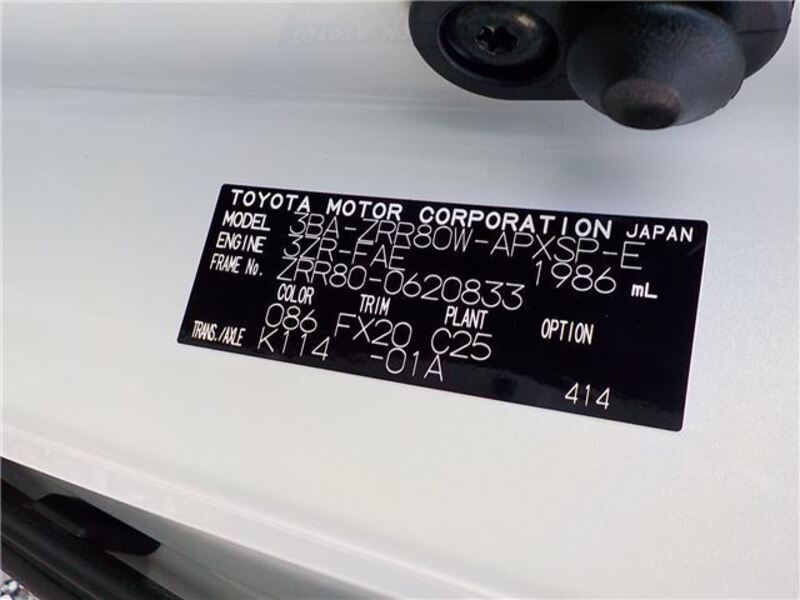 TOYOTA MOTOR CORPORATION JAPAN
MODEL 3BA-ZRR80W-APXSP-E
ENGINE 3ZR-FAE 1986 mL
FRAME No. ZRR80-0620833
COLOR TRIM PLANT OPTION
086 FX20 C25
TRANS./AXLE K114 -01A
414